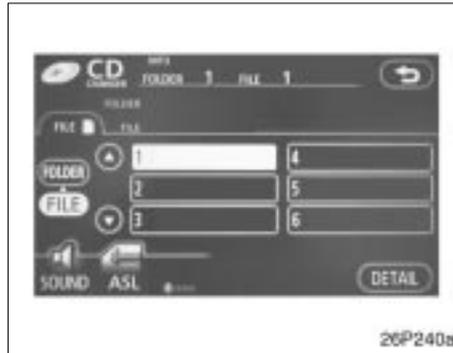 CD MP3
CHANGER FOLDER 1 FILE 1
FOLDER
FILE FILE
1 4
FOLDER
2 5
FILE
3 6
SOUND ASL DETAIL
26P240a